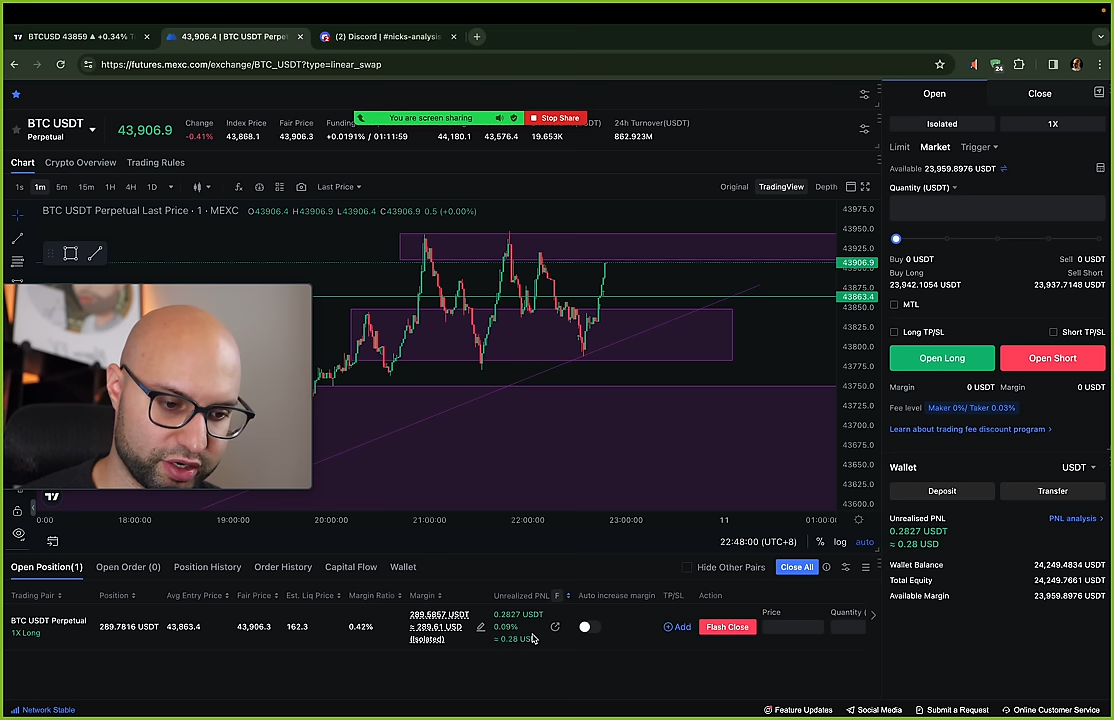 BTCUSD 43859 ▲ +0.34%
43,906.4 | BTC USDT Perpet
(2) Discord | #nicks-analysis
https://futures.mexc.com/exchange/BTC_USDT?type=linear_swap
24
You are screen sharing
Stop Share
BTC USDT
Perpetual
43,906.9
Change
-0.41%
Index Price
43,868.1
Fair Price
43,906.3
+0.0191% / 01:11:59
44,180.1
43,576.4
19.653K
24h Turnover(USDT)
862.923M
Chart
Crypto Overview
Trading Rules
1s 1m 5m 15m 1H 4H 1D
Last Price
Original
TradingView
Depth
BTC USDT Perpetual Last Price · 1 · MEXC O43906.4 H43906.9 L43906.4 C43906.9 0.5 (+0.00%)
43975.0
43950.0
43925.0
43906.9
43875.0
43863.4
43850.0
43825.0
43800.0
43775.0
43750.0
43725.0
43700.0
43675.0
43650.0
43625.0
43600.0
18:00:00 19:00:00 20:00:00 21:00:00 22:00:00 23:00:00 11 01:00:00
22:48:00 (UTC+8) % log auto
Open
Close
Isolated
1X
Limit
Market
Trigger
Available 23,959.8976 USDT
Quantity (USDT)
Buy 0 USDT
Sell 0 USDT
Buy Long
Sell Short
23,942.1054 USDT
23,937.7148 USDT
MTL
Long TP/SL
Short TP/SL
Open Long
Open Short
Margin 0 USDT
Margin 0 USDT
Fee level Maker 0%/ Taker 0.03%
Learn about trading fee discount program >
Wallet
USDT
Deposit
Transfer
Unrealised PNL
PNL analysis >
0.2827 USDT
≈ 0.28 USD
Wallet Balance 24,249.4834 USDT
Total Equity 24,249.7661 USDT
Available Margin 23,959.8976 USDT
Open Position(1)
Open Order (0)
Position History
Order History
Capital Flow
Wallet
Hide Other Pairs
Close All
Trading Pair
Position
Avg Entry Price
Fair Price
Est. Liq Price
Margin Ratio
Margin
Unrealized PNL
F
Auto increase margin
TP/SL
Action
Price
Quantity (
BTC USDT Perpetual
1X Long
289.7816 USDT
43,863.4
43,906.3
162.3
0.42%
289.5857 USDT
≈ 289.61 USD
(Isolated)
0.2827 USDT
0.09%
≈ 0.28 USD
Add
Flash Close
Network Stable
Feature Updates
Social Media
Submit a Request
Online Customer Service